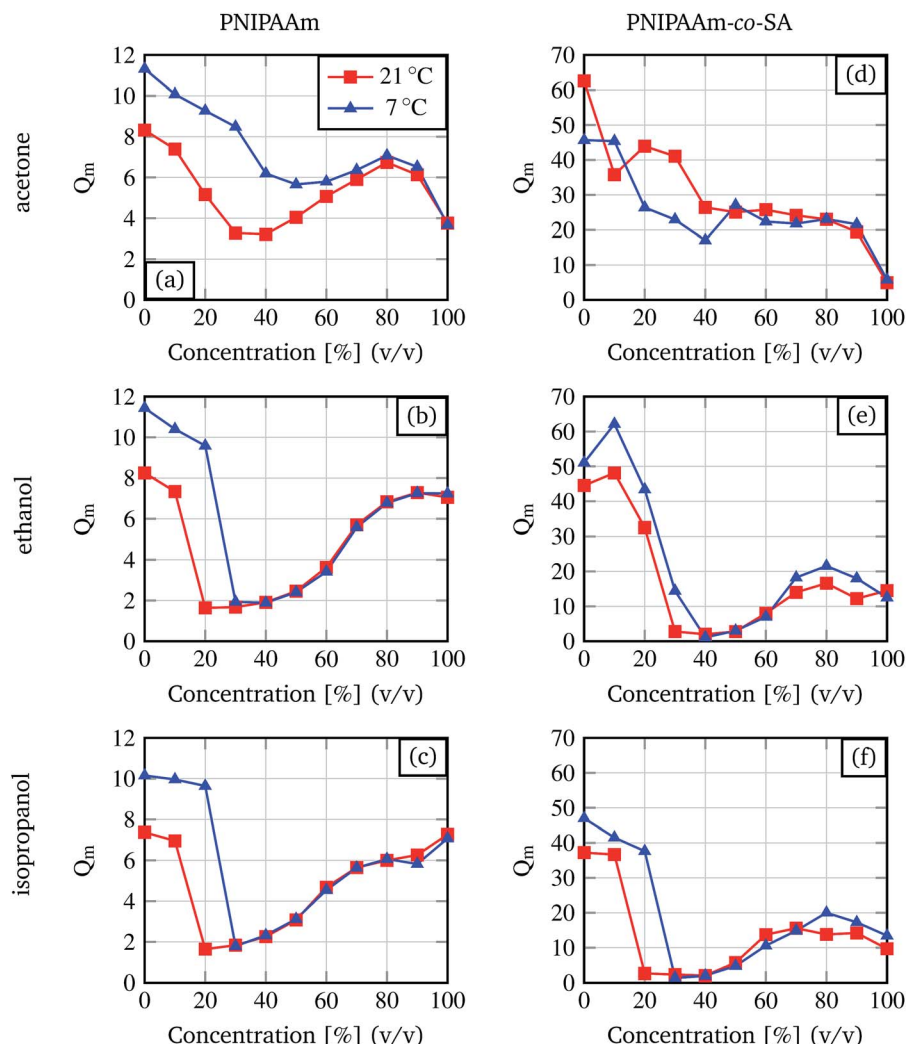 PNIPAAm
PNIPAAm-co-SA
acetone
12
10
8
6
4
2
0
Qm
21 °C
7 °C
(a)
0 20 40 60 80 100
Concentration [%] (v/v)
70
60
50
40
30
20
10
0
Qm
(d)
0 20 40 60 80 100
Concentration [%] (v/v)
ethanol
12
10
8
6
4
2
0
Qm
(b)
0 20 40 60 80 100
Concentration [%] (v/v)
70
60
50
40
30
20
10
0
Qm
(e)
0 20 40 60 80 100
Concentration [%] (v/v)
isopropanol
12
10
8
6
4
2
0
Qm
(c)
0 20 40 60 80 100
Concentration [%] (v/v)
70
60
50
40
30
20
10
0
Qm
(f)
0 20 40 60 80 100
Concentration [%] (v/v)